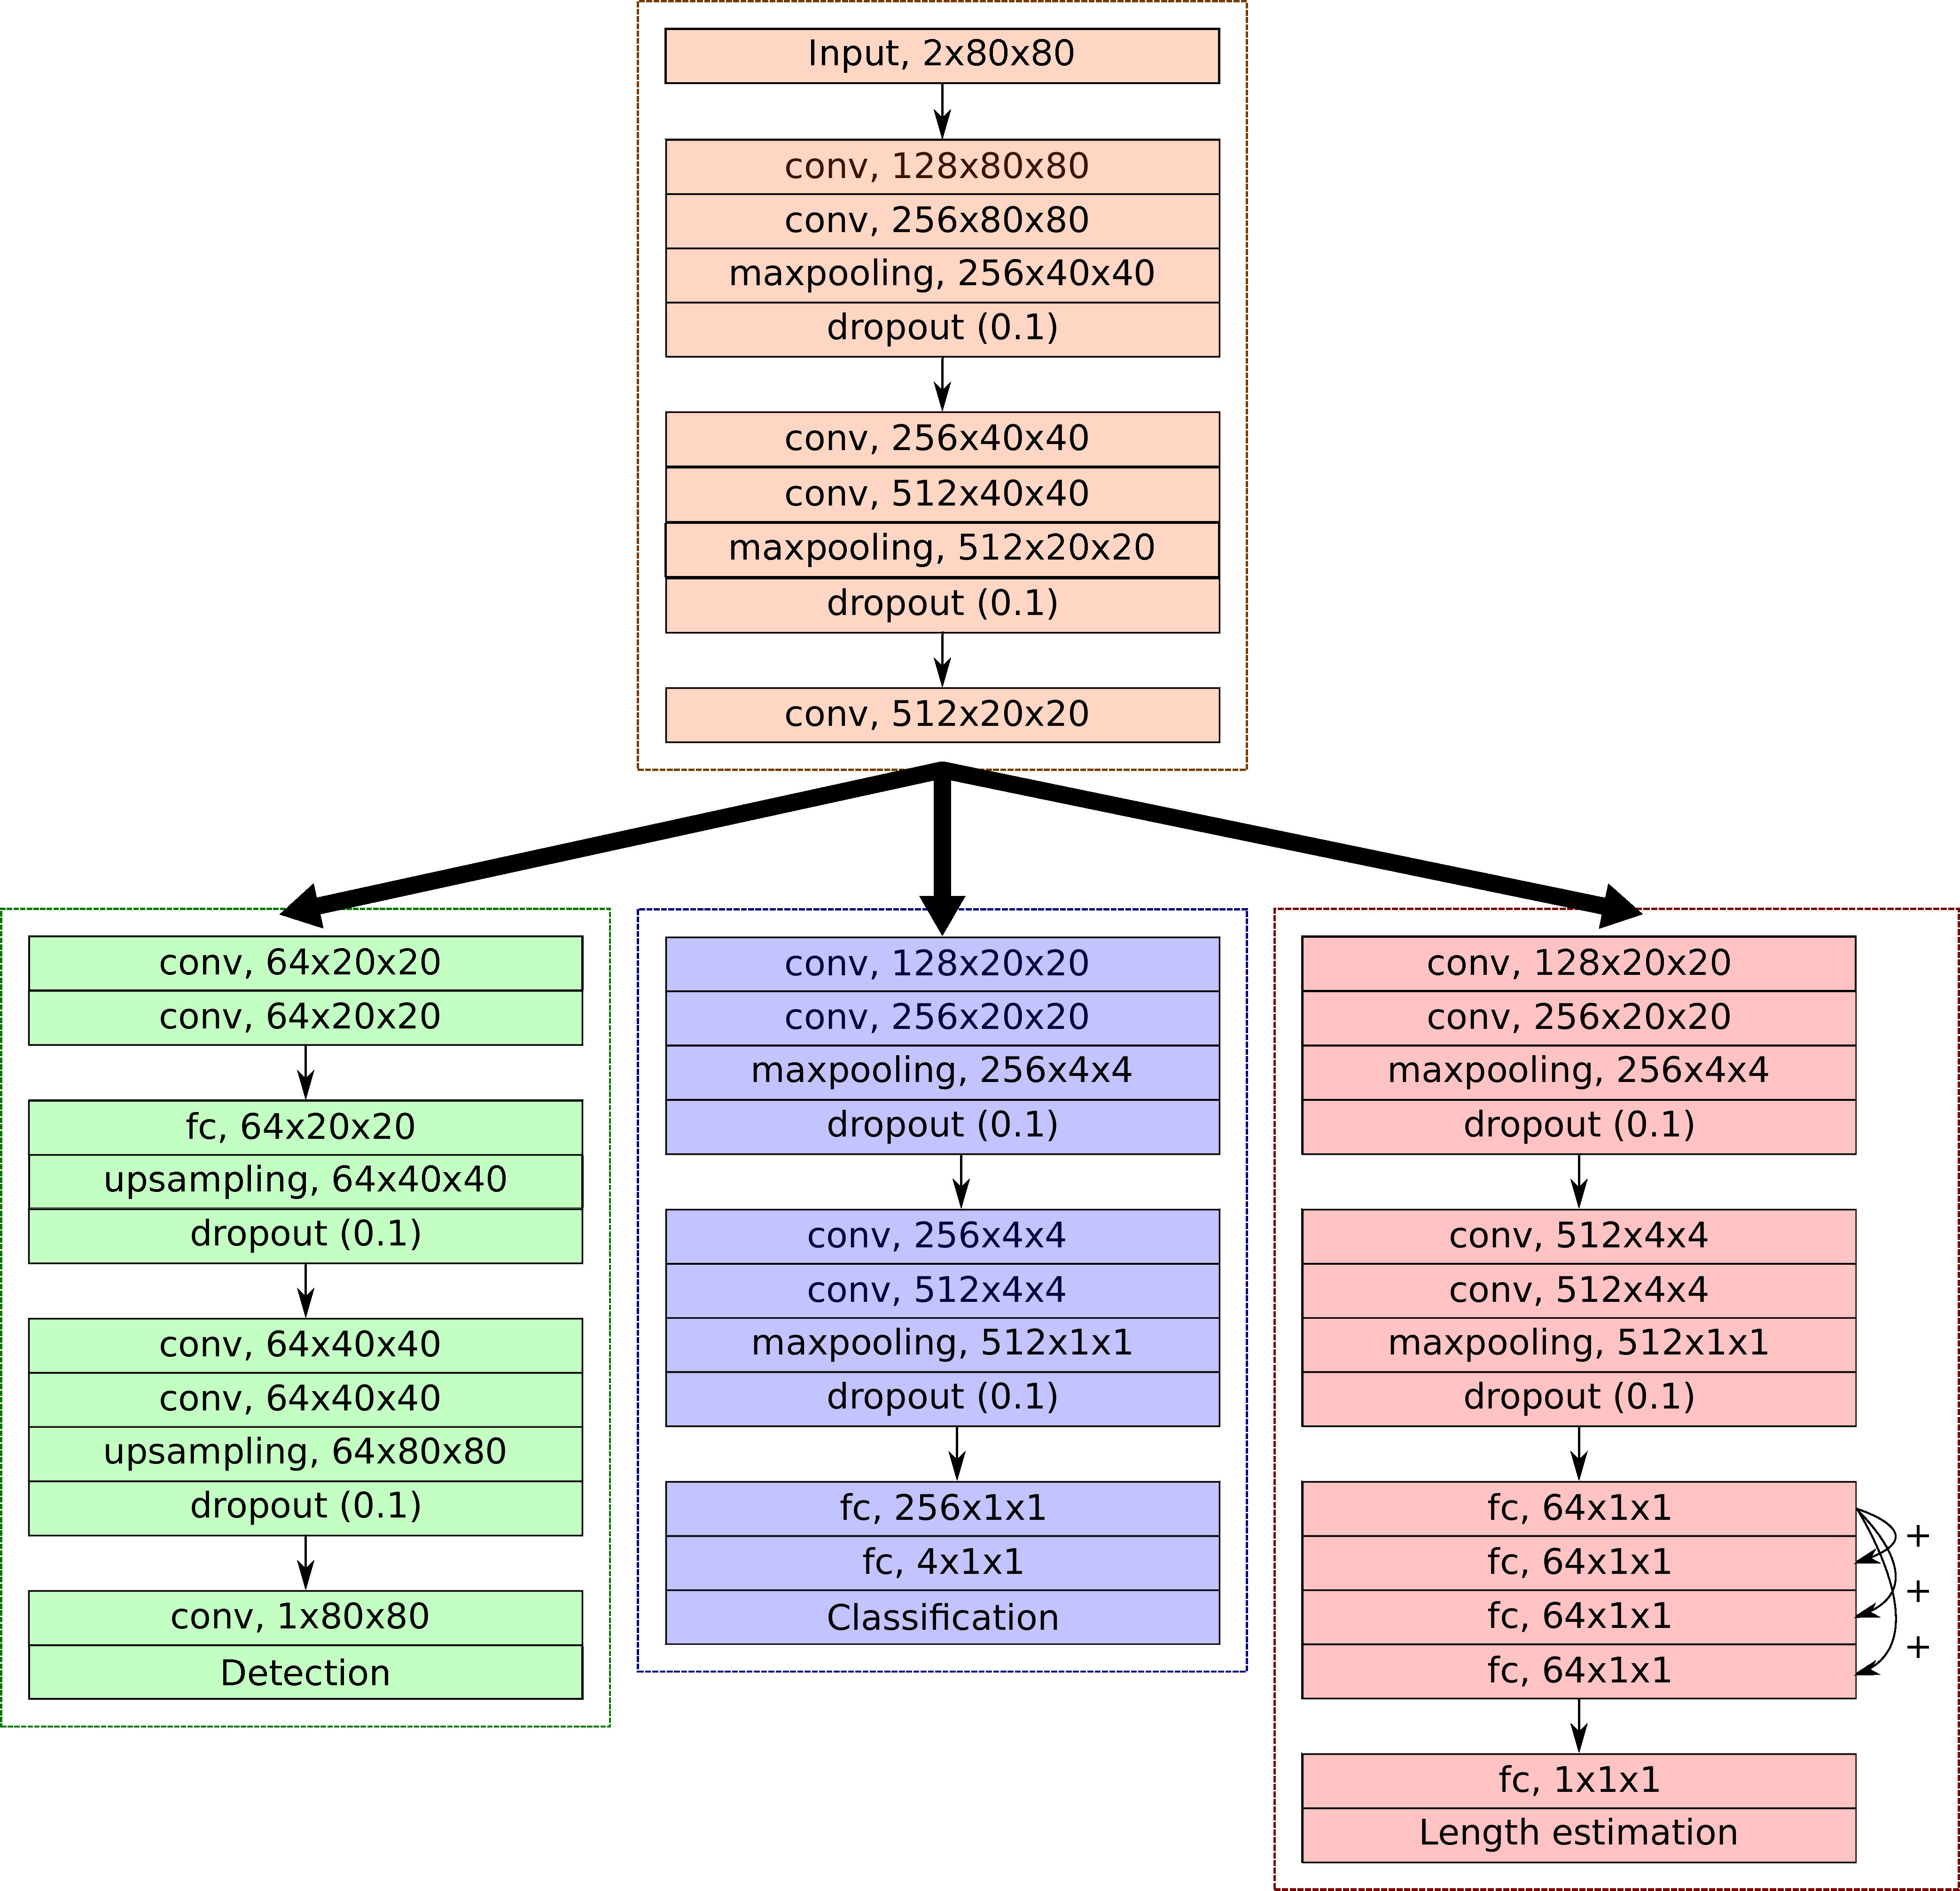 Input, 2x80x80
conv, 128x80x80
conv, 256x80x80
maxpooling, 256x40x40
dropout (0.1)
conv, 256x40x40
conv, 512x40x40
maxpooling, 512x20x20
dropout (0.1)
conv, 512x20x20
conv, 64x20x20
conv, 64x20x20
fc, 64x20x20
upsampling, 64x40x40
dropout (0.1)
conv, 64x40x40
conv, 64x40x40
upsampling, 64x80x80
dropout (0.1)
conv, 1x80x80
Detection
conv, 128x20x20
conv, 256x20x20
maxpooling, 256x4x4
dropout (0.1)
conv, 256x4x4
conv, 512x4x4
maxpooling, 512x1x1
dropout (0.1)
fc, 256x1x1
fc, 4x1x1
Classification
conv, 128x20x20
conv, 256x20x20
maxpooling, 256x4x4
dropout (0.1)
conv, 512x4x4
conv, 512x4x4
maxpooling, 512x1x1
dropout (0.1)
fc, 64x1x1
+
fc, 64x1x1
+
fc, 64x1x1
+
fc, 64x1x1
fc, 1x1x1
Length estimation